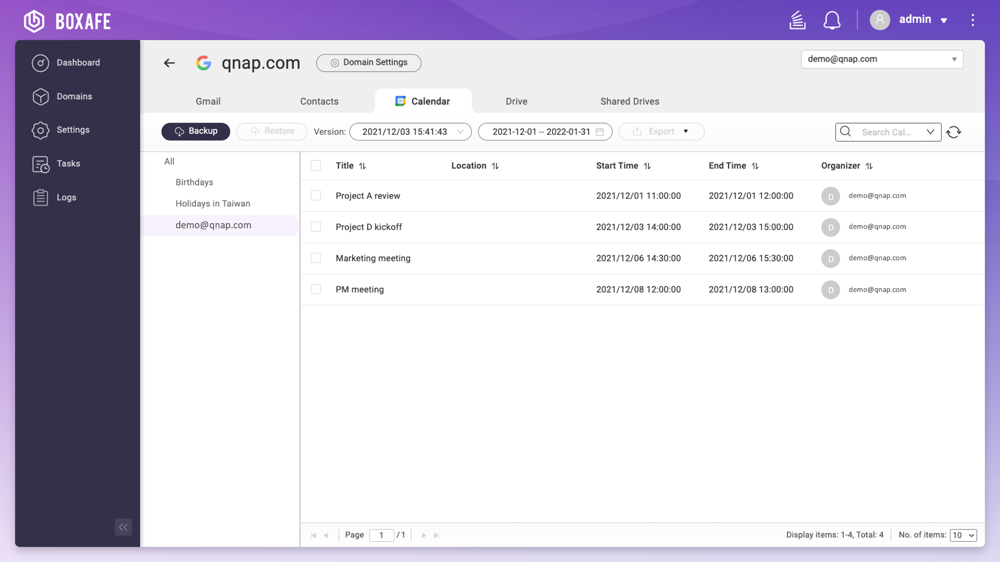 BOXAFE
admin
Dashboard
Domains
Settings
Tasks
Logs
qnap.com
Domain Settings
demo@qnap.com
Gmail
Contacts
31
Calendar
Drive
Shared Drives
Backup
Restore
Version:
2021/12/03 15:41:43
2021-12-01 ~ 2022-01-31
Export
Search Cal...
All
Birthdays
Holidays in Taiwan
demo@qnap.com
Title Location Start Time End Time Organizer
Project A review 2021/12/01 11:00:00 2021/12/01 12:00:00 D demo@qnap.com
Project D kickoff 2021/12/03 14:00:00 2021/12/03 15:00:00 D demo@qnap.com
Marketing meeting 2021/12/06 14:30:00 2021/12/06 15:30:00 D demo@qnap.com
PM meeting 2021/12/08 12:00:00 2021/12/08 13:00:00 D demo@qnap.com
Page 1 /1
Display items: 1-4, Total: 4
No. of items: 10